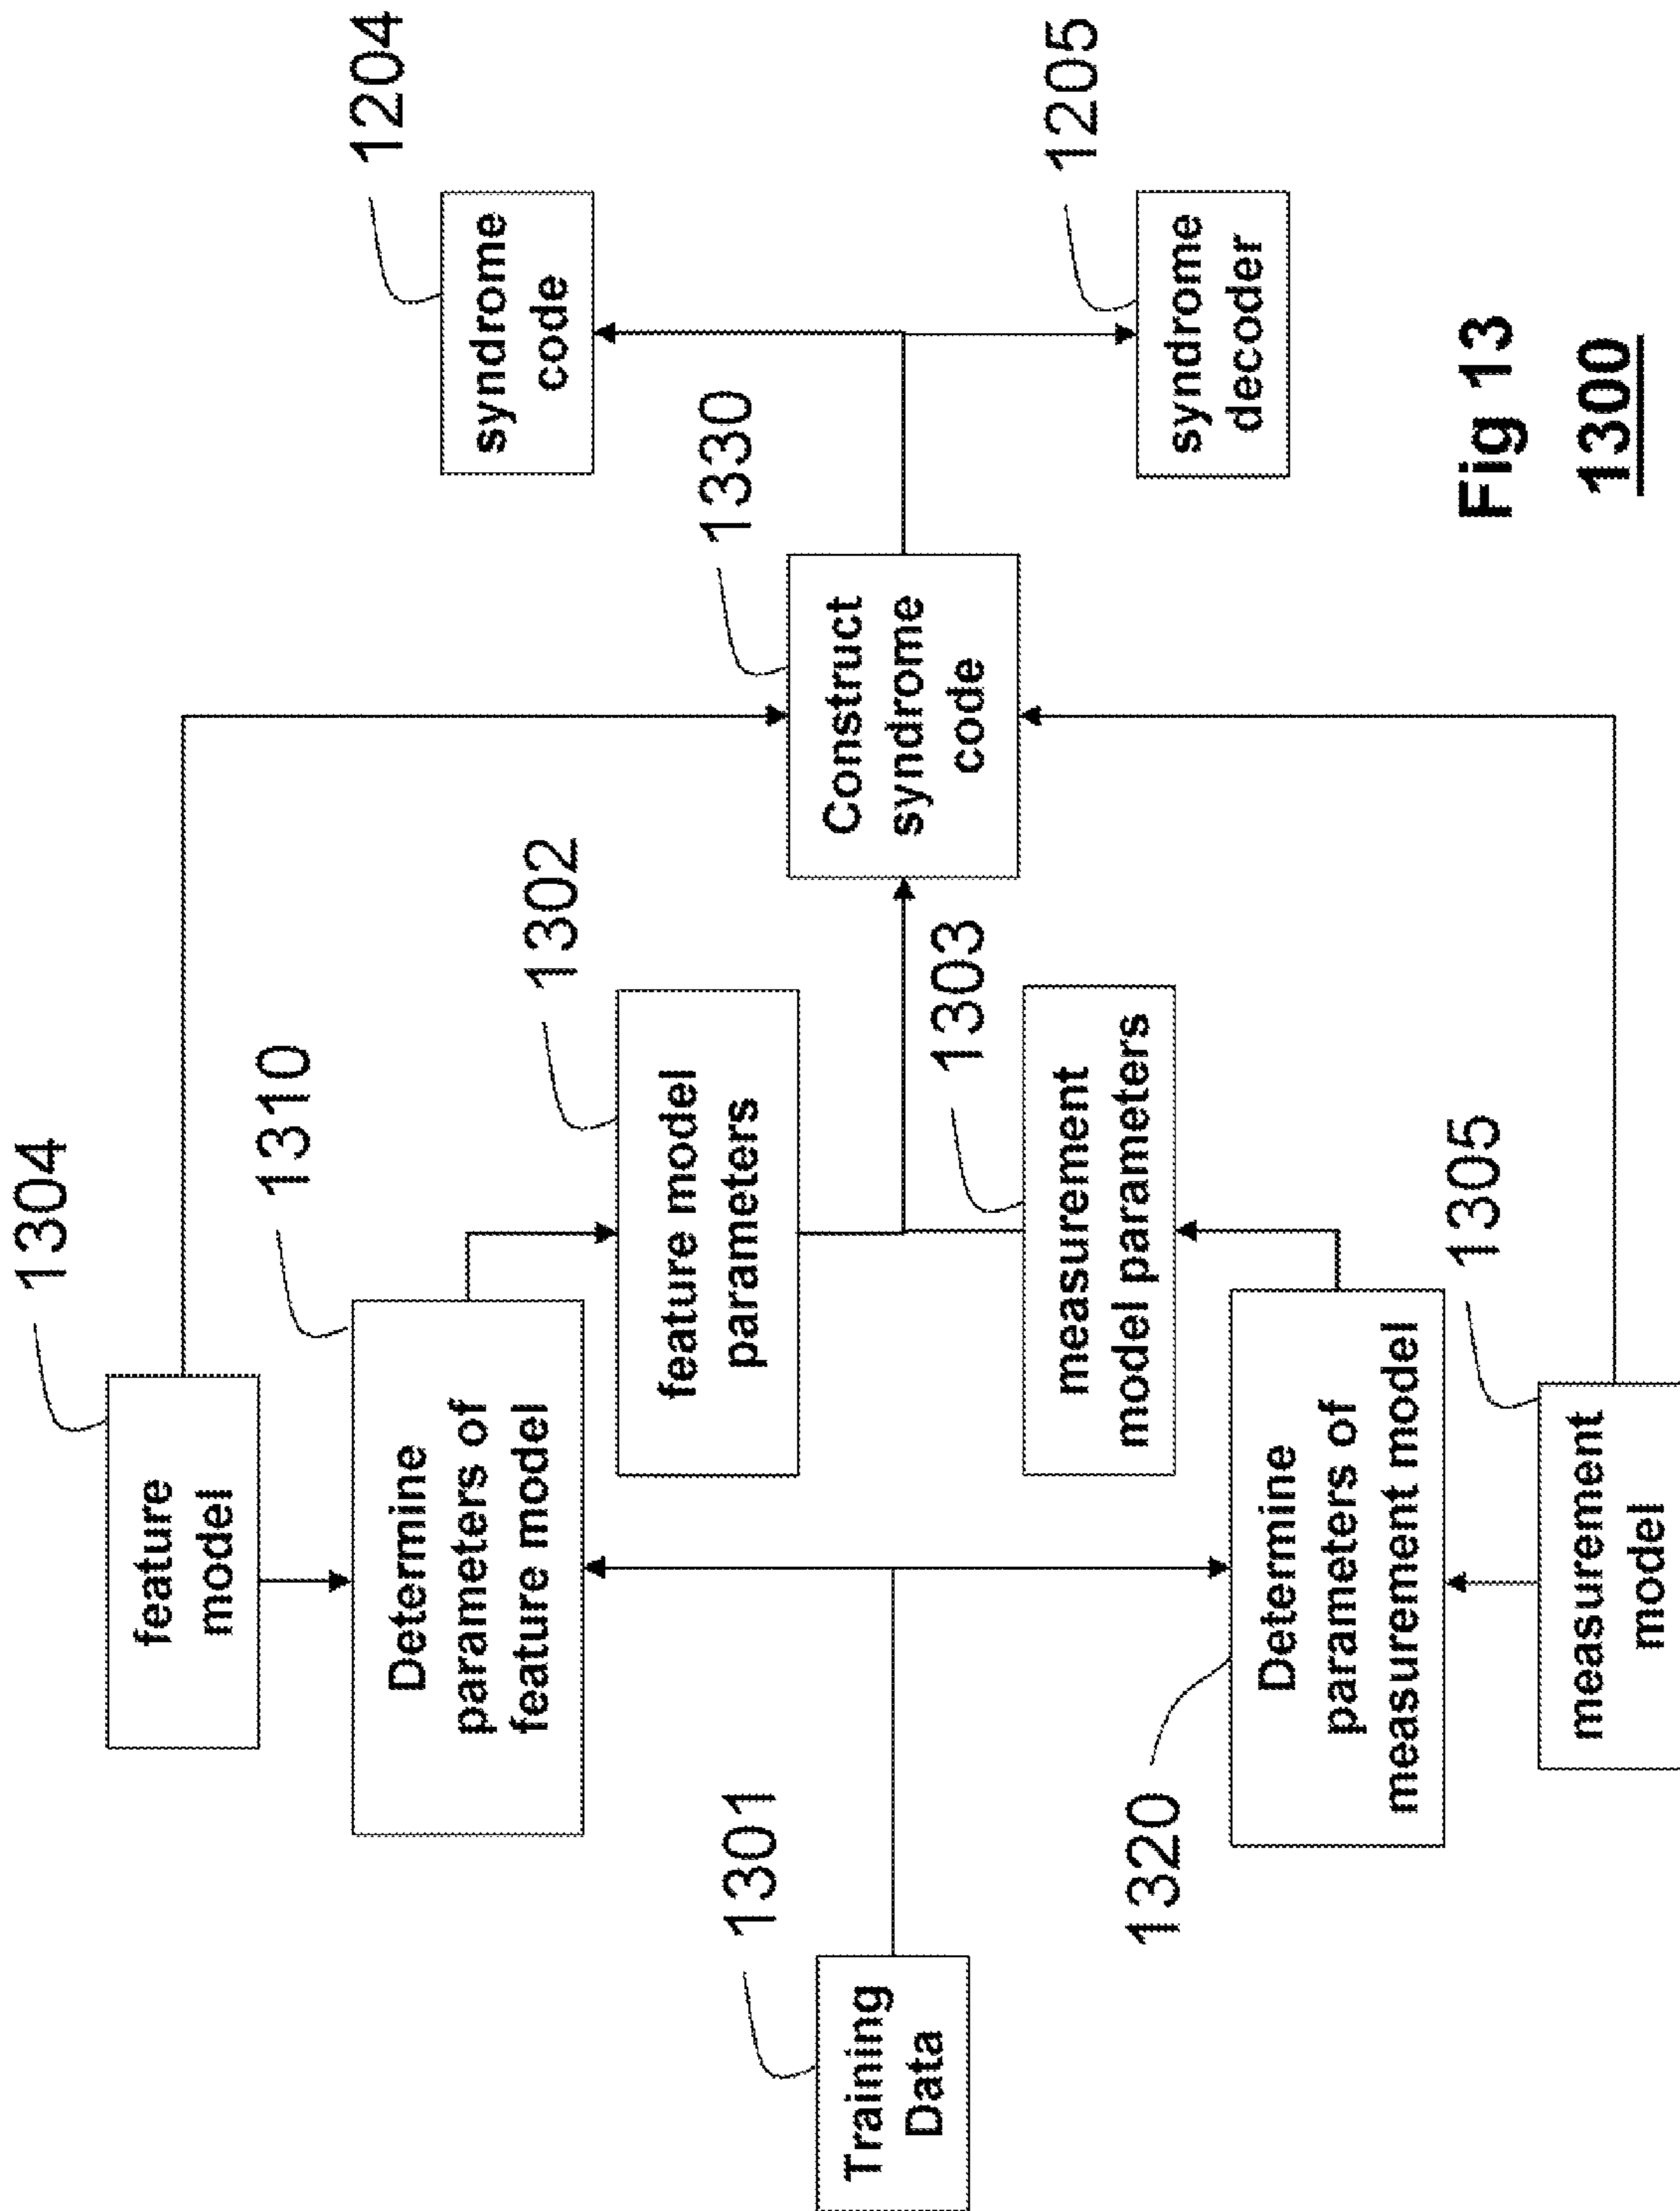 1304
feature
model
1310
Determine
parameters of
feature model
1302
feature model
parameters
1301
Training
Data
1303
measurement
model parameters
1320
Determine
parameters of
measurement model
1305
measurement
model
1330
Construct
syndrome
code
1204
syndrome
code
1205
syndrome
decoder
Fig 13
1300